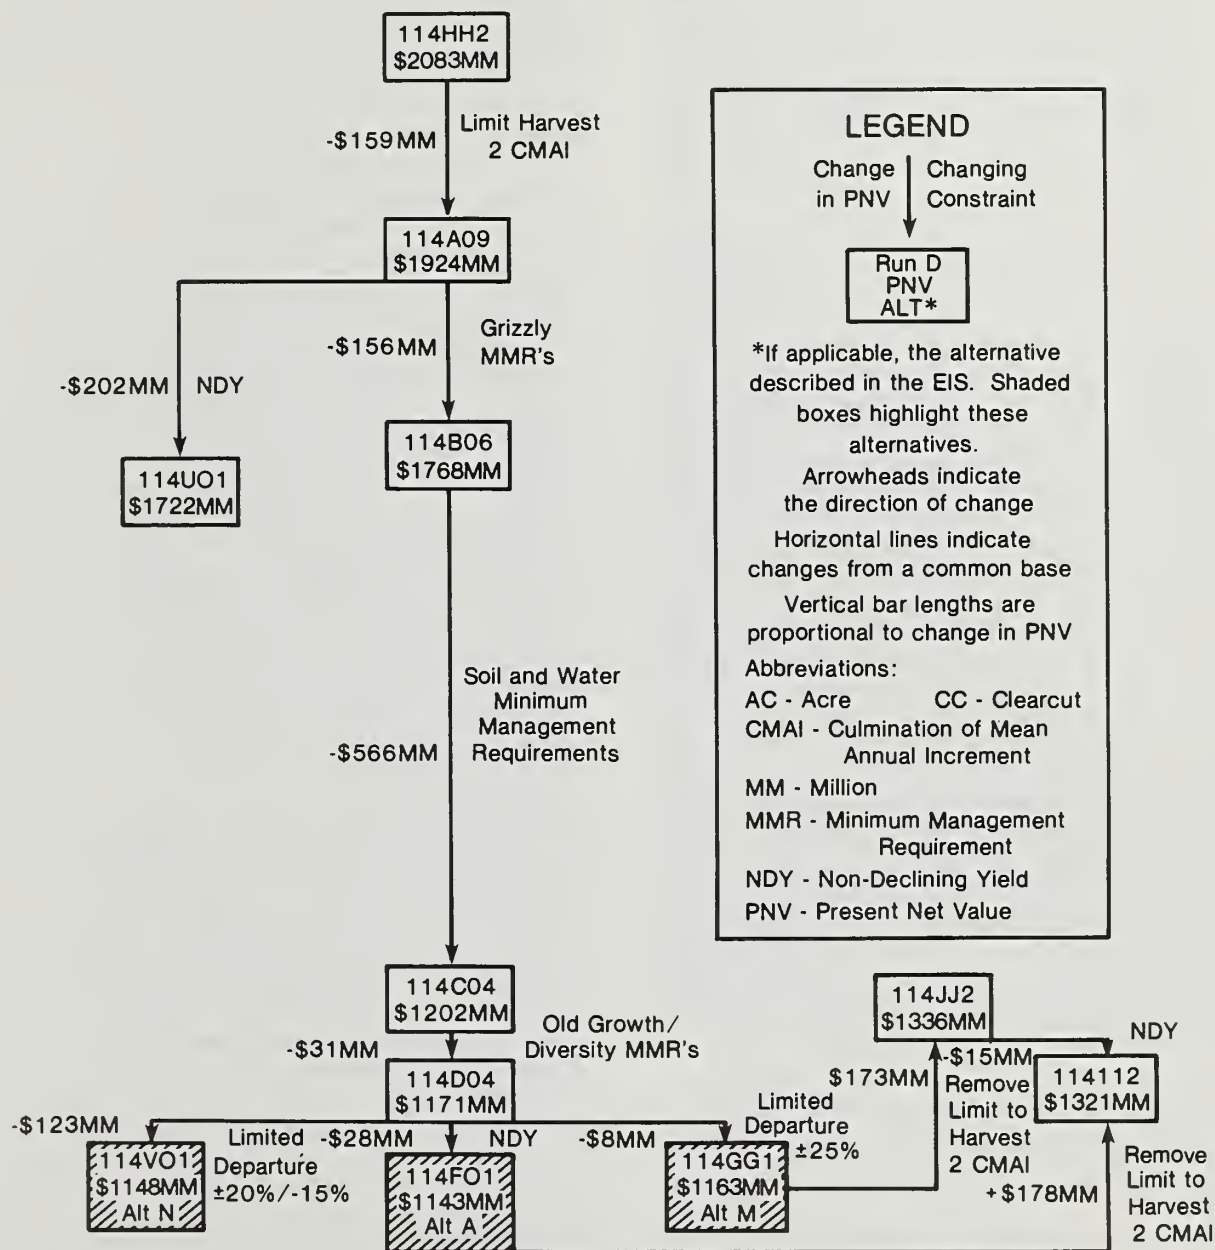 114HH2
$2083MM
-$159MM
Limit Harvest
2 CMAI
114A09
$1924MM
-$156MM
Grizzly
MMR's
-$202MM
NDY
114UO1
$1722MM
114B06
$1768MM
-$566MM
Soil and Water
Minimum
Management
Requirements
114C04
$1202MM
-$31MM
Old Growth/
Diversity MMR's
114D04
$1171MM
-$123MM
114VO1
$1148MM
Alt N
Limited
Departure
±20%/-15%
-$28MM
NDY
114FO1
$1143MM
Alt A
-$8MM
Limited
Departure
±25%
114GG1
$1163MM
Alt M
$173MM
Remove
Limit to
Harvest
2 CMAI
114JJ2
$1336MM
-$15MM
NDY
114112
$1321MM
+$178MM
Remove
Limit to
Harvest
2 CMAI
LEGEND
Change
in PNV
Changing
Constraint
Run D
PNV
ALT*
*If applicable, the alternative
described in the EIS. Shaded
boxes highlight these
alternatives.
Arrowheads indicate
the direction of change
Horizontal lines indicate
changes from a common base
Vertical bar lengths are
proportional to change in PNV
Abbreviations:
AC - Acre CC - Clearcut
CMAI - Culmination of Mean
Annual Increment
MM - Million
MMR - Minimum Management
Requirement
NDY - Non-Declining Yield
PNV - Present Net Value